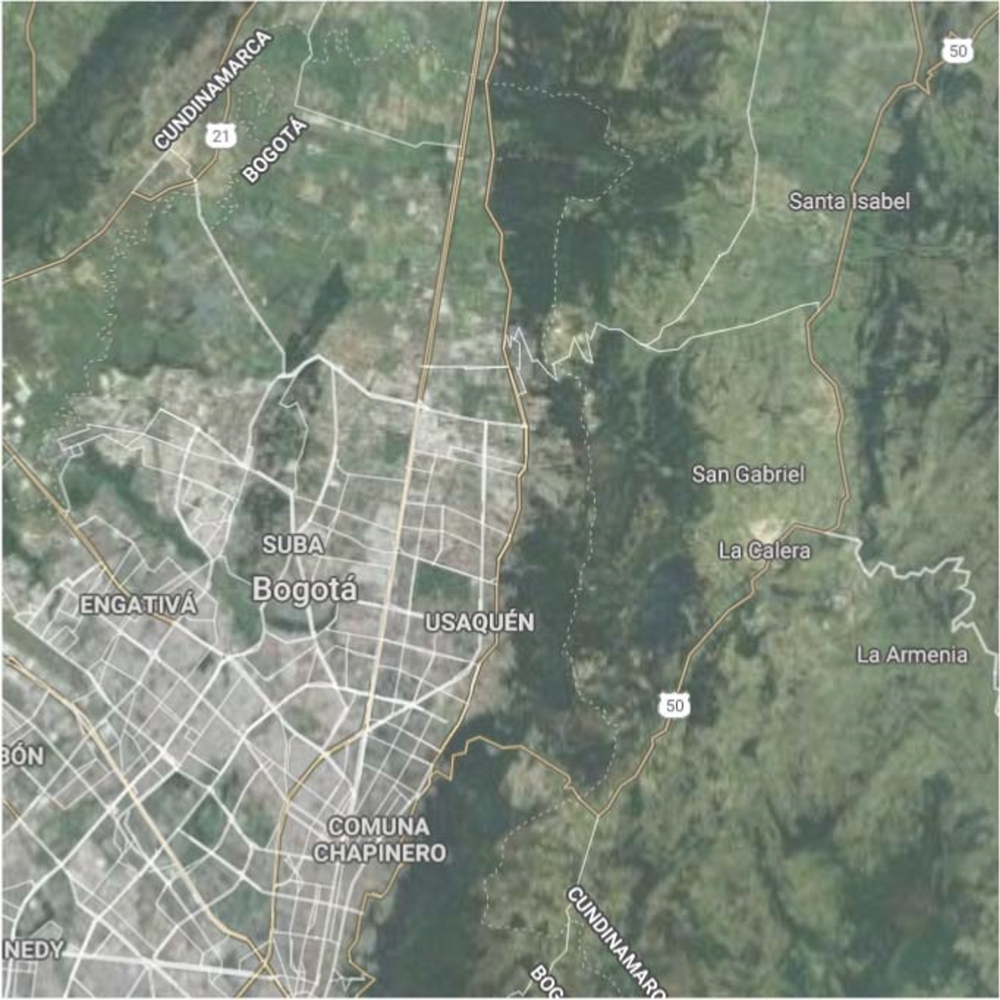 50
CUNDINAMARCA
21
BOGOTÁ
Santa Isabel
San Gabriel
SUBA
La Calera
Bogotá
ENGATIVÁ
USAQUÉN
La Armenia
50
BÓN
COMUNA
CHAPINERO
CUNDINAMARC
NEDY
BOG